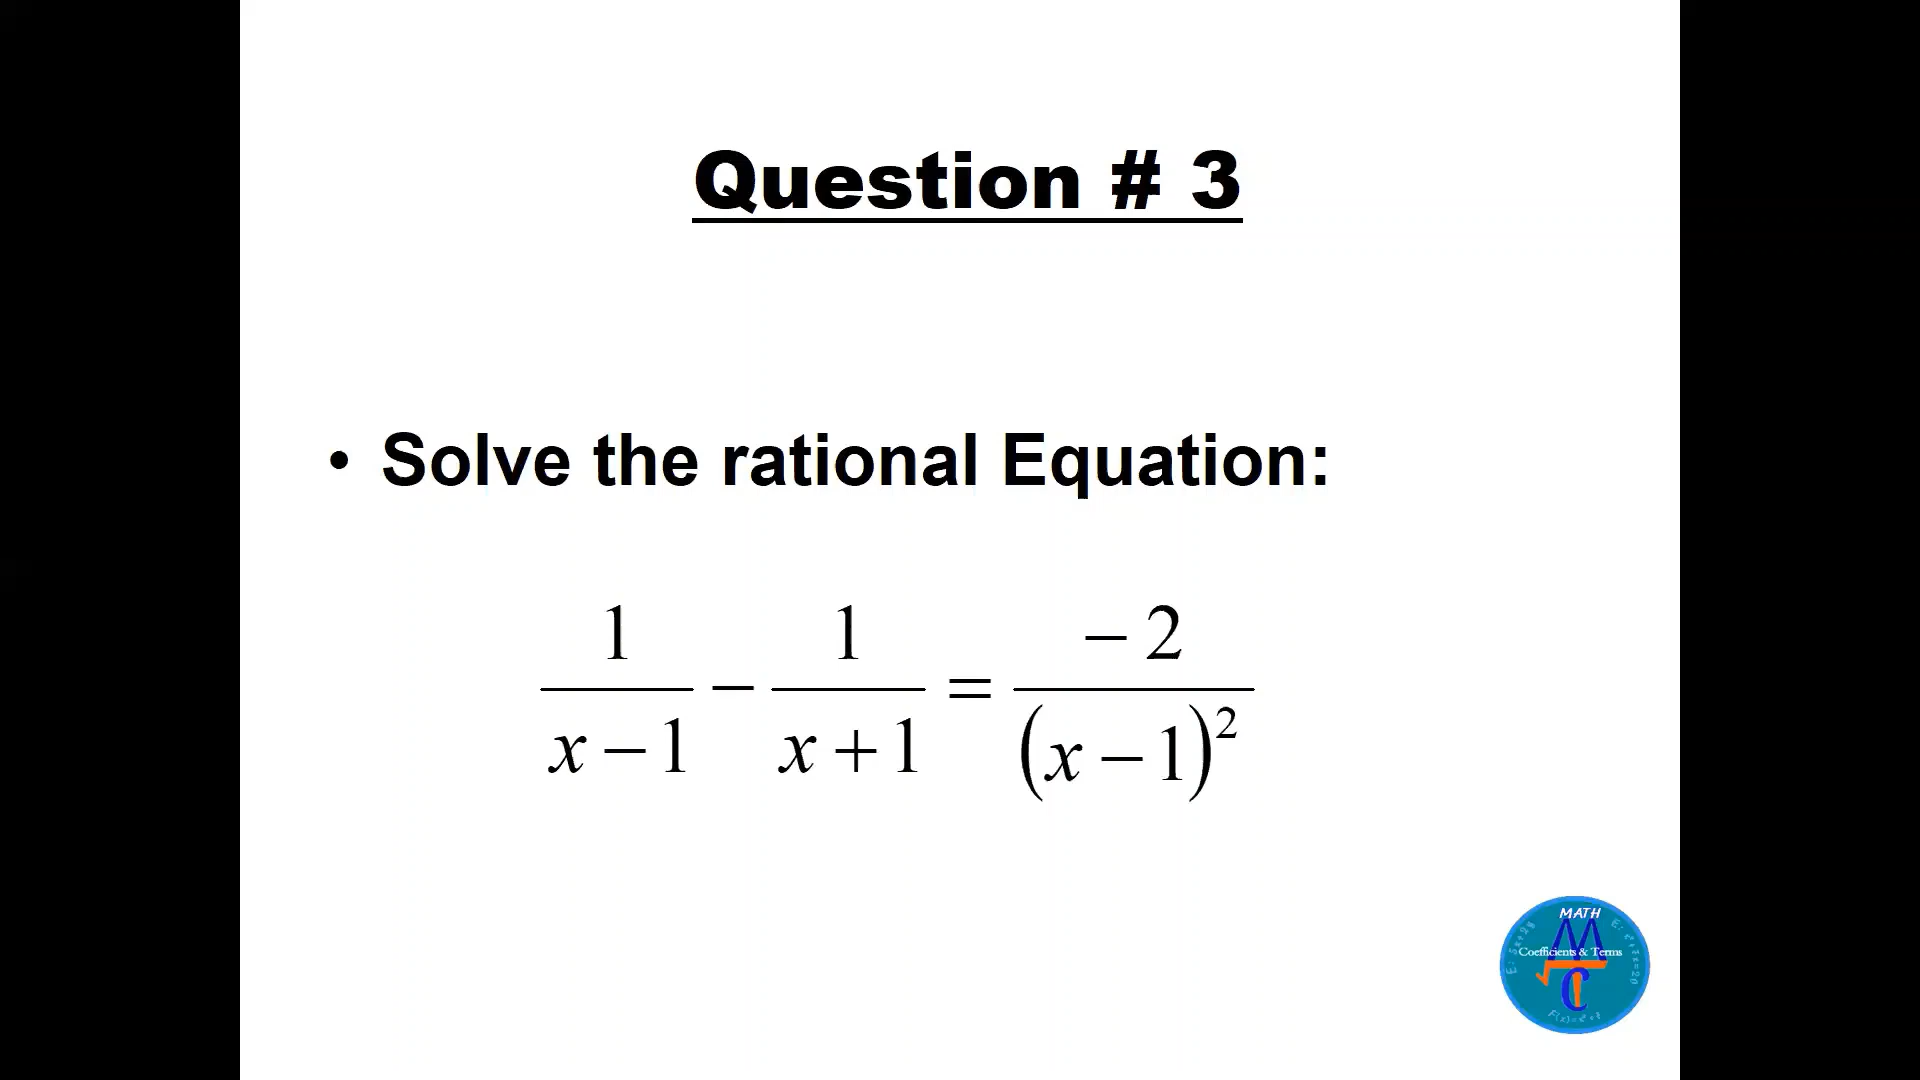 Question # 3
• Solve the rational Equation:
1/(x − 1) − 1/(x + 1) = − 2/(x − 1)²
MATH
Coefficients & Terms